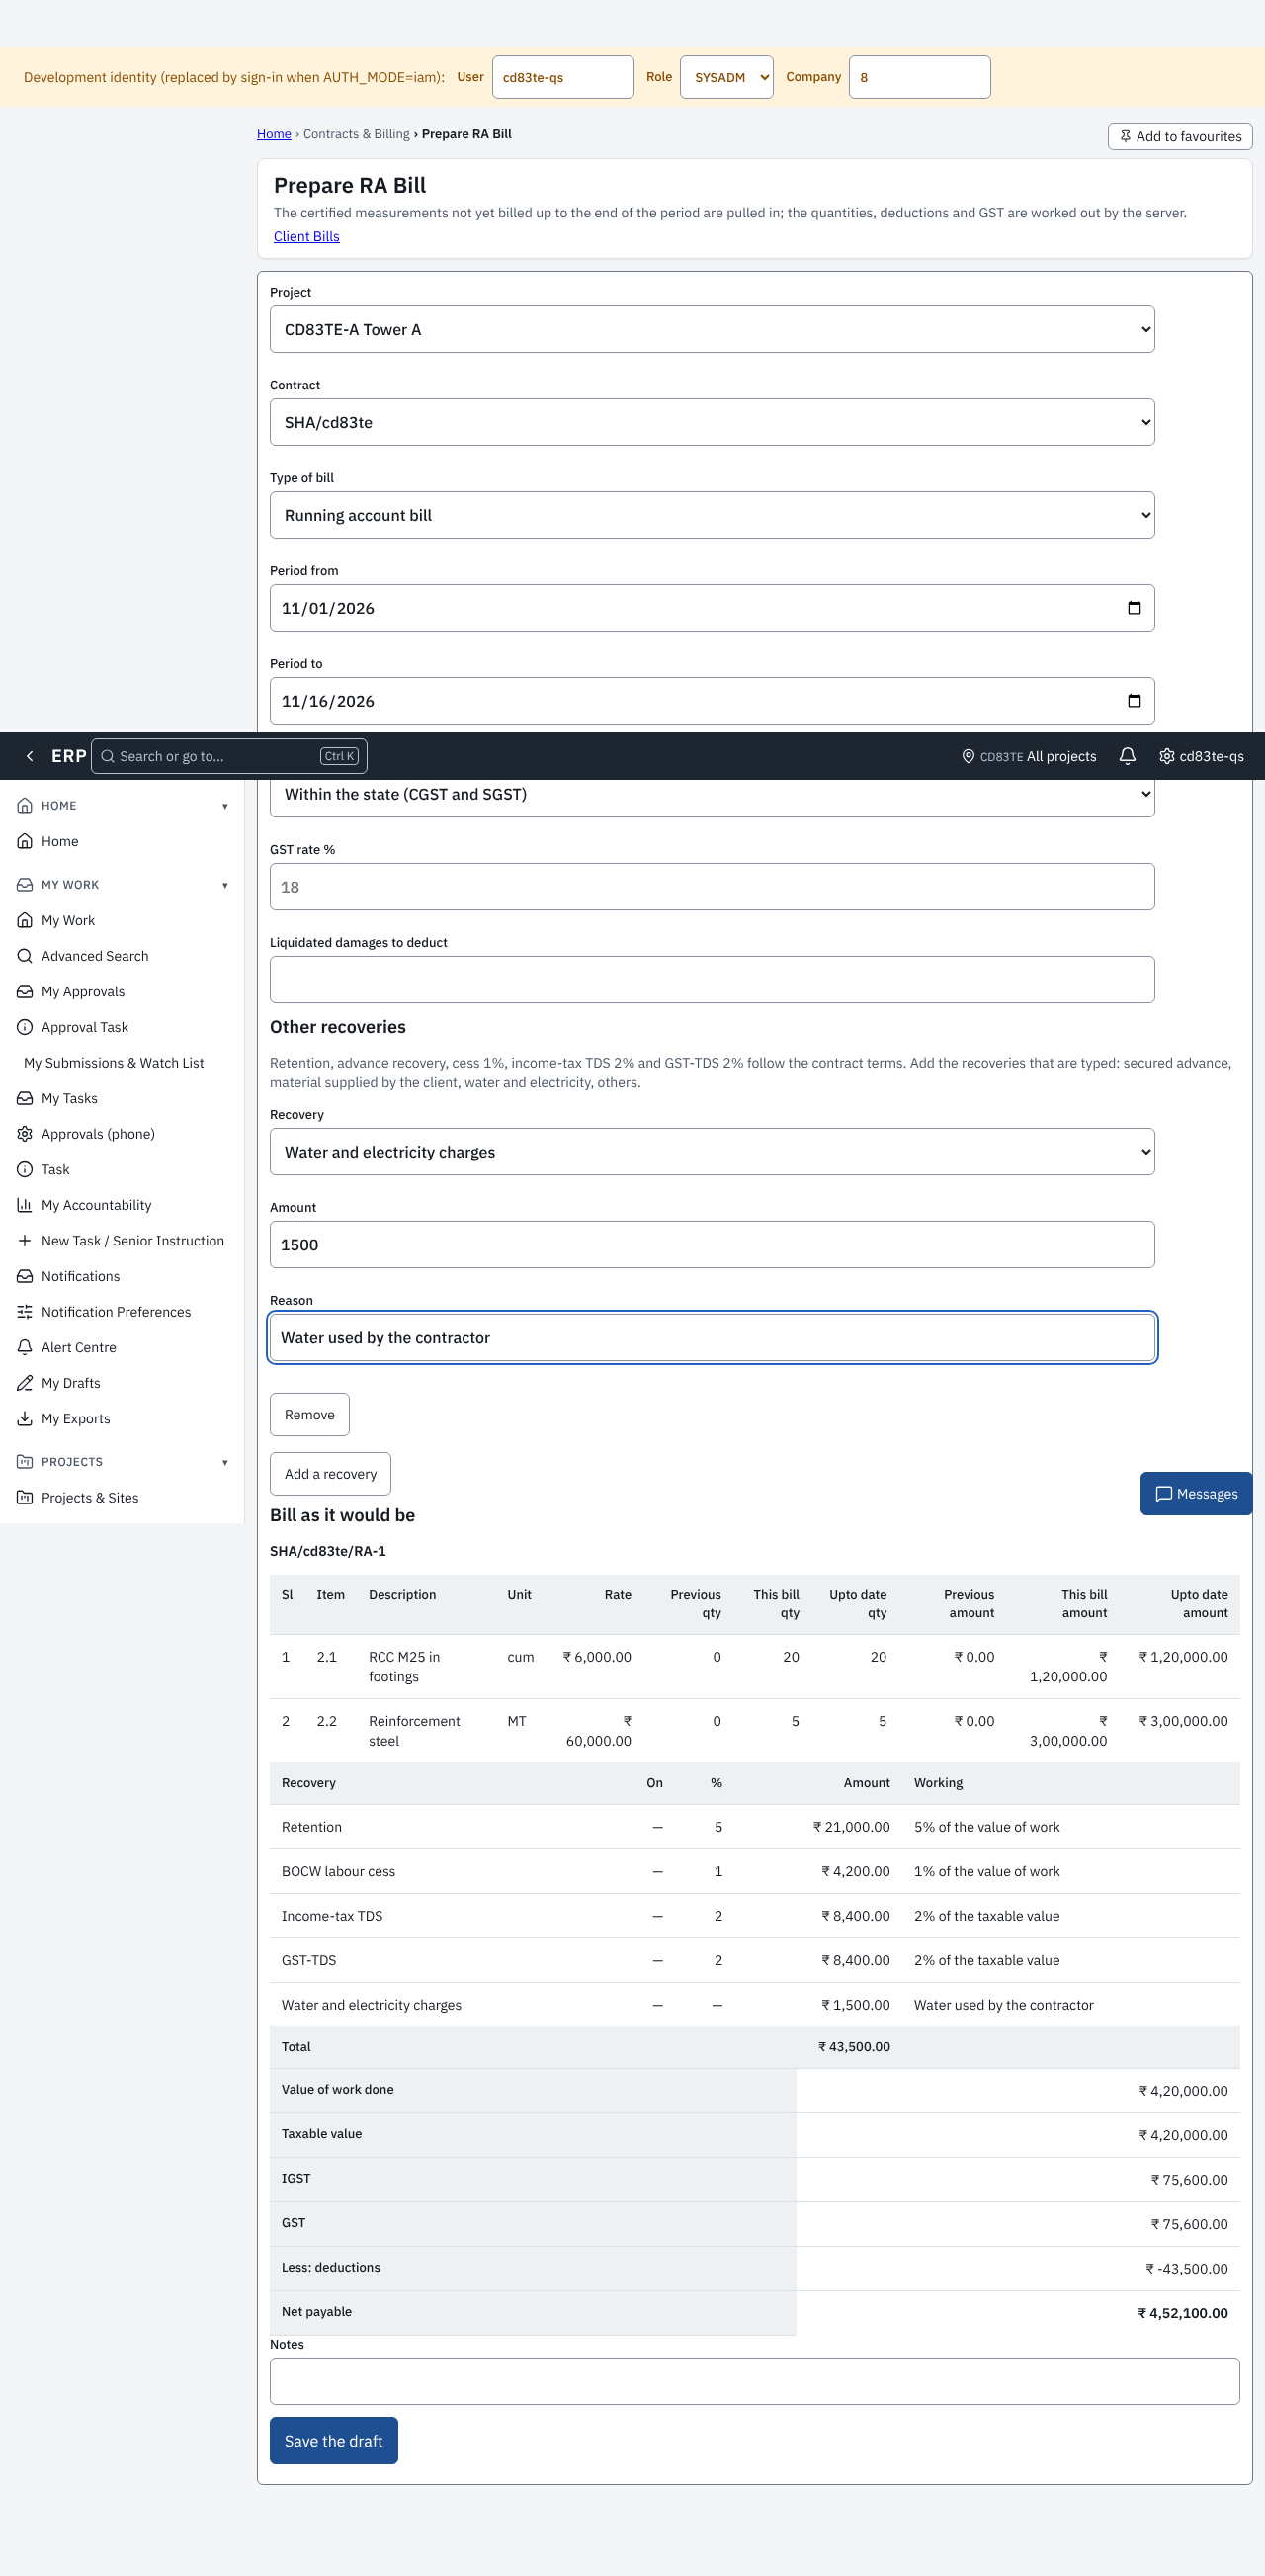 Development identity (replaced by sign-in when AUTH_MODE=iam): User cd83te-qs Role SYSADM Company 8
Home › Contracts & Billing › Prepare RA Bill
Add to favourites
Prepare RA Bill
The certified measurements not yet billed up to the end of the period are pulled in; the quantities, deductions and GST are worked out by the server.
Client Bills
Project
CD83TE-A Tower A
Contract
SHA/cd83te
Type of bill
Running account bill
Period from
11/01/2026
Period to
11/16/2026
ERP Search or go to... Ctrl K CD83TE All projects cd83te-qs
HOME
Home
MY WORK
My Work
Advanced Search
My Approvals
Approval Task
My Submissions & Watch List
My Tasks
Approvals (phone)
Task
My Accountability
New Task / Senior Instruction
Notifications
Notification Preferences
Alert Centre
My Drafts
My Exports
PROJECTS
Projects & Sites
Within the state (CGST and SGST)
GST rate %
18
Liquidated damages to deduct
Other recoveries
Retention, advance recovery, cess 1%, income-tax TDS 2% and GST-TDS 2% follow the contract terms. Add the recoveries that are typed: secured advance,
material supplied by the client, water and electricity, others.
Recovery
Water and electricity charges
Amount
1500
Reason
Water used by the contractor
Remove
Add a recovery
Messages
Bill as it would be
SHA/cd83te/RA-1
Sl Item Description Unit Rate Previous qty This bill qty Upto date qty Previous amount This bill amount Upto date amount
1 2.1 RCC M25 in footings cum ₹ 6,000.00 0 20 20 ₹ 0.00 ₹ 1,20,000.00 ₹ 1,20,000.00
2 2.2 Reinforcement steel MT ₹ 60,000.00 0 5 5 ₹ 0.00 ₹ 3,00,000.00 ₹ 3,00,000.00
Recovery On % Amount Working
Retention — 5 ₹ 21,000.00 5% of the value of work
BOCW labour cess — 1 ₹ 4,200.00 1% of the value of work
Income-tax TDS — 2 ₹ 8,400.00 2% of the taxable value
GST-TDS — 2 ₹ 8,400.00 2% of the taxable value
Water and electricity charges — — ₹ 1,500.00 Water used by the contractor
Total ₹ 43,500.00
Value of work done ₹ 4,20,000.00
Taxable value ₹ 4,20,000.00
IGST ₹ 75,600.00
GST ₹ 75,600.00
Less: deductions ₹ -43,500.00
Net payable ₹ 4,52,100.00
Notes
Save the draft